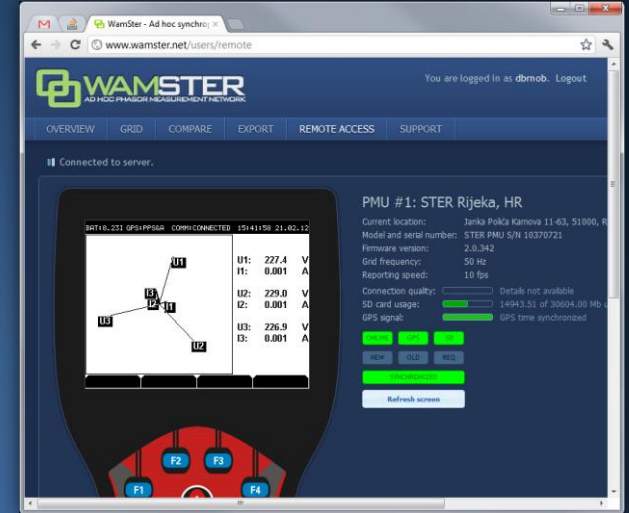 WamSter - Ad hoc synchro
www.wamster.net/users/remote
WAMSTER
AD HOC PHASOR MEASUREMENT NETWORK
You are logged in as dbrnob. Logout
OVERVIEW GRID COMPARE EXPORT REMOTE ACCESS SUPPORT
Connected to server.
BAT:8.23I GPS:PPS&A COMM:CONNECTED 15:41:58 21.02.12
U1
I3
I2
I1
U3
U2
U1: 227.4 V
I1: 0.001 A
U2: 229.0 V
I2: 0.001 A
U3: 226.9 V
I3: 0.001 A
F1
F2
F3
F4
PMU #1: STER Rijeka, HR
Current location: Janka Polića Kamova 11-63, 51000, R
Model and serial number: STER PMU S/N 10370721
Firmware version: 2.0.342
Grid frequency: 50 Hz
Reporting speed: 10 fps
Connection quality: Details not available
SD card usage: 14943.51 of 30604.00 Mb u
GPS signal: GPS time synchronized
ONLINE GPS SD
NEW OLD REQ
SYNCHRONIZED
Refresh screen